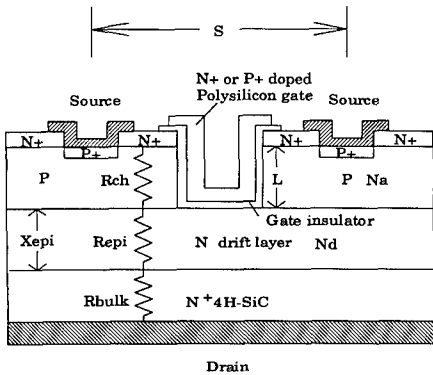 S
N+ or P+ doped
Polysilicon gate
Source
Source
N+
N+
N+
N+
P+
P+
P
Rch
L
P
Na
Gate insulator
Xepi
Repi
N drift layer
Nd
Rbulk
N+4H-SiC
Drain